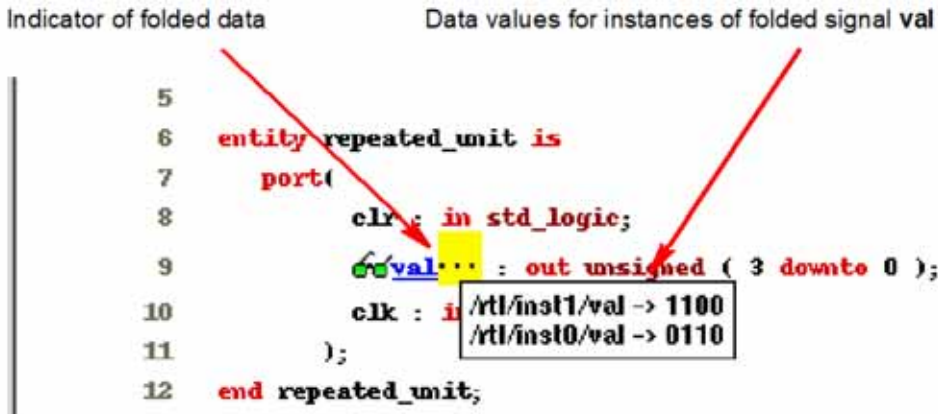 Indicator of folded data
Data values for instances of folded signal val
5
6 entity repeated_unit is
7 port(
8 clr : in std_logic;
9 val... : out unsigned ( 3 downto 0 );
10 clk : i
/rtl/inst1/val -> 1100
/rtl/inst0/val -> 0110
11 );
12 end repeated_unit;